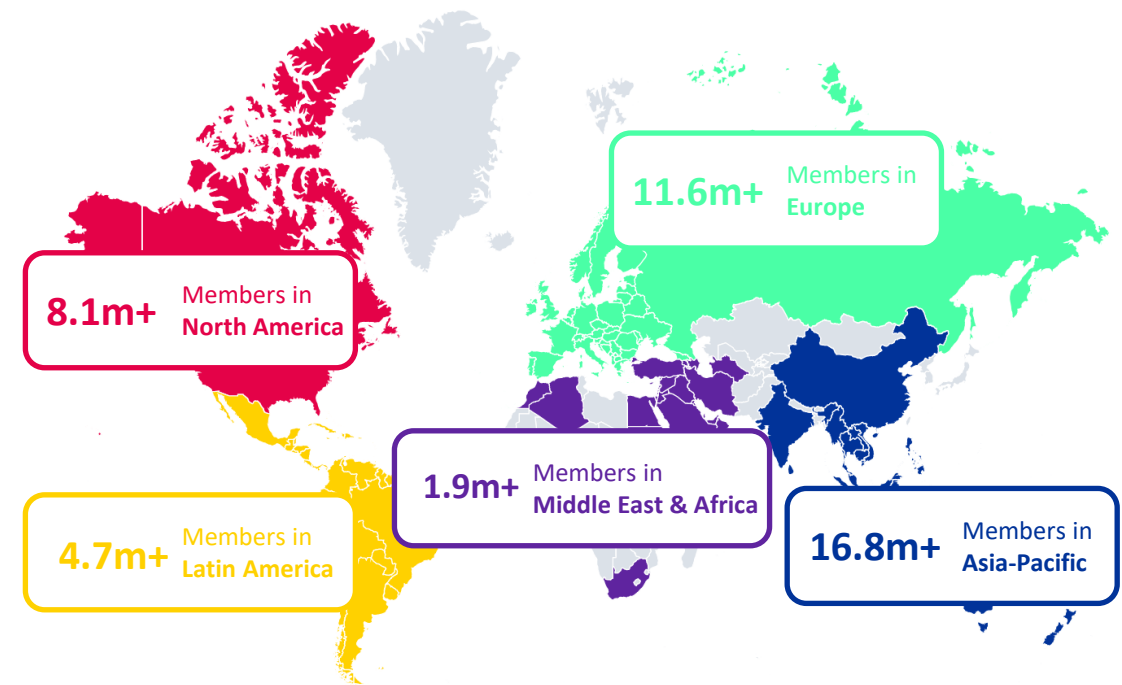 11.6m+
Members in
Europe
8.1m+
Members in
North America
1.9m+
Members in
Middle East & Africa
4.7m+
Members in
Latin America
16.8m+
Members in
Asia-Pacific